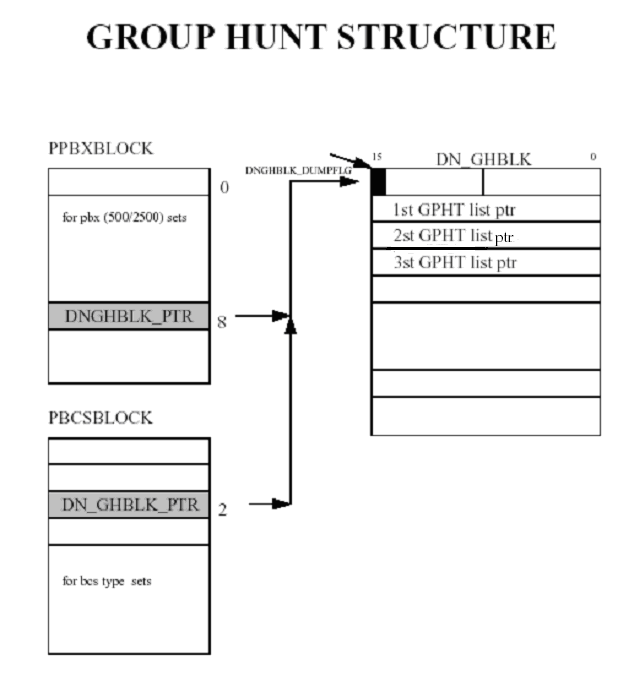 GROUP HUNT STRUCTURE
PPBXBLOCK
0
for pbx (500/2500) sets
DNGHBLK_PTR
8
DNGHBLK_DUMPFLG
15
DN_GHBLK
0
1st GPHT list ptr
2st GPHT list ptr
3st GPHT list ptr
PBCSBLOCK
DN_GHBLK_PTR
2
for bcs type sets